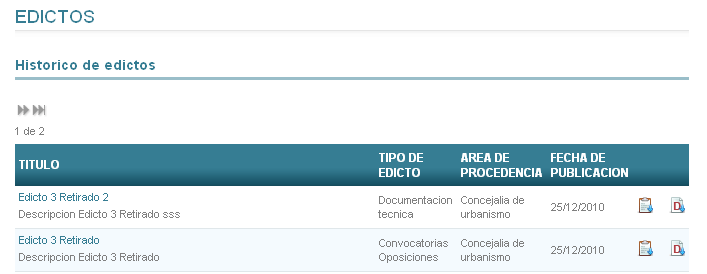 EDICTOS
Historico de edictos
1 de 2
TITULO
TIPO DE
EDICTO
AREA DE
PROCEDENCIA
FECHA DE
PUBLICACION
Edicto 3 Retirado 2
Descripcion Edicto 3 Retirado sss
Documentacion
tecnica
Concejalia de
urbanismo
25/12/2010
D
Edicto 3 Retirado
Descripcion Edicto 3 Retirado
Convocatorias
Oposiciones
Concejalia de
urbanismo
25/12/2010
D